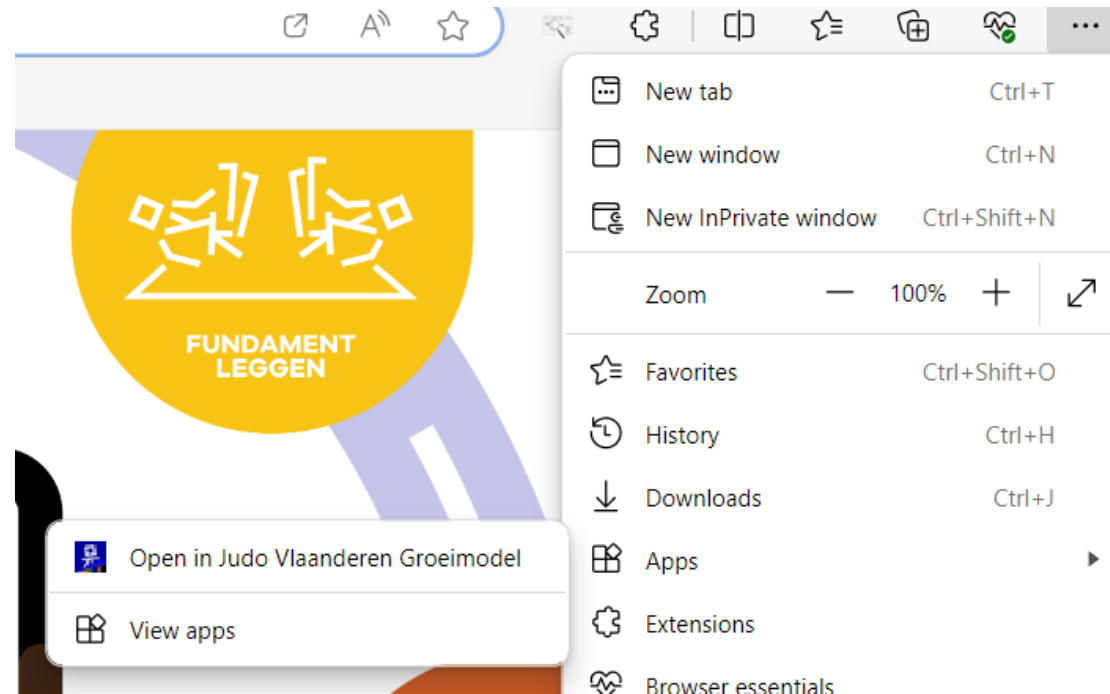 New tab Ctrl+T
New window Ctrl+N
New InPrivate window Ctrl+Shift+N
Zoom 100%
FUNDAMENT
LEGGEN
Favorites Ctrl+Shift+O
History Ctrl+H
Downloads Ctrl+J
Open in Judo Vlaanderen Groeimodel
Apps
View apps
Extensions
Browser essentials